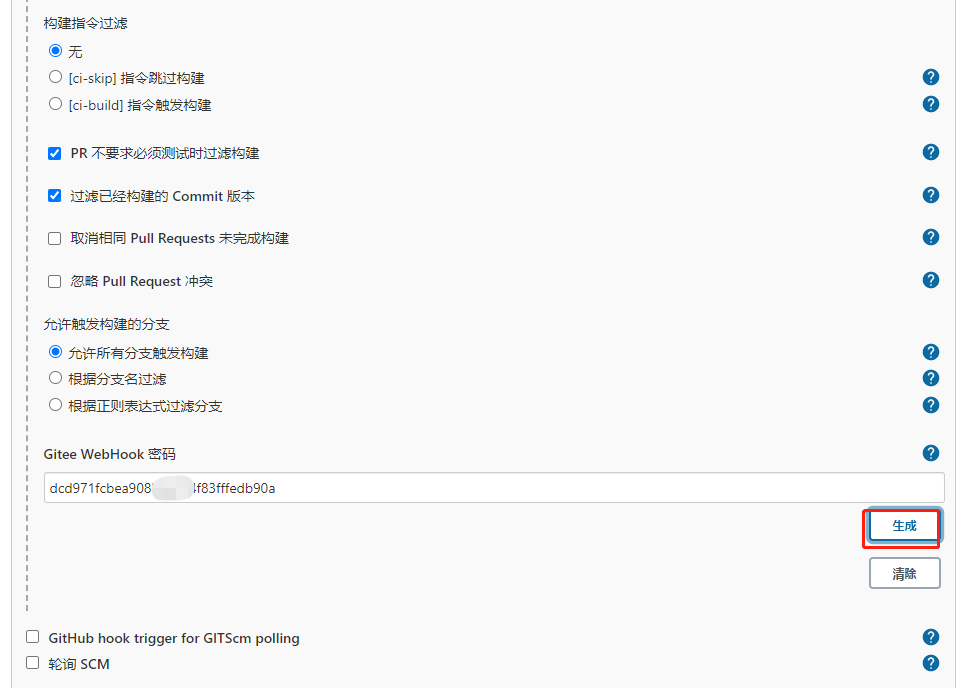 构建指令过滤
无
[ci-skip] 指令跳过构建
[ci-build] 指令触发构建
PR 不要求必须测试时过滤构建
过滤已经构建的 Commit 版本
取消相同 Pull Requests 未完成构建
忽略 Pull Request 冲突
允许触发构建的分支
允许所有分支触发构建
根据分支名过滤
根据正则表达式过滤分支
Gitee WebHook 密码
dcd971fcbea908 f83fffedb90a
生成
清除
GitHub hook trigger for GITScm polling
轮询 SCM